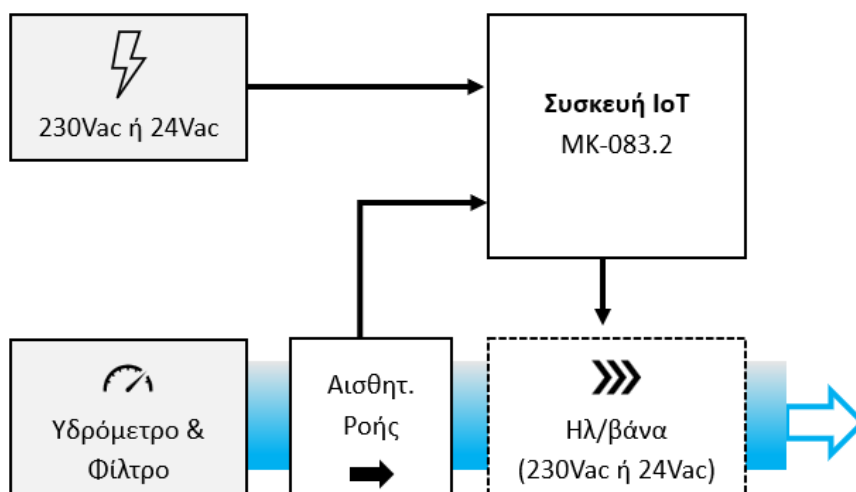 230Vac ή 24Vac
Συσκευή IoT
MK-083.2
Υδρόμετρο &
Φίλτρο
Αισθητ.
Ροής
Ηλ/βάνα
(230Vac ή 24Vac)